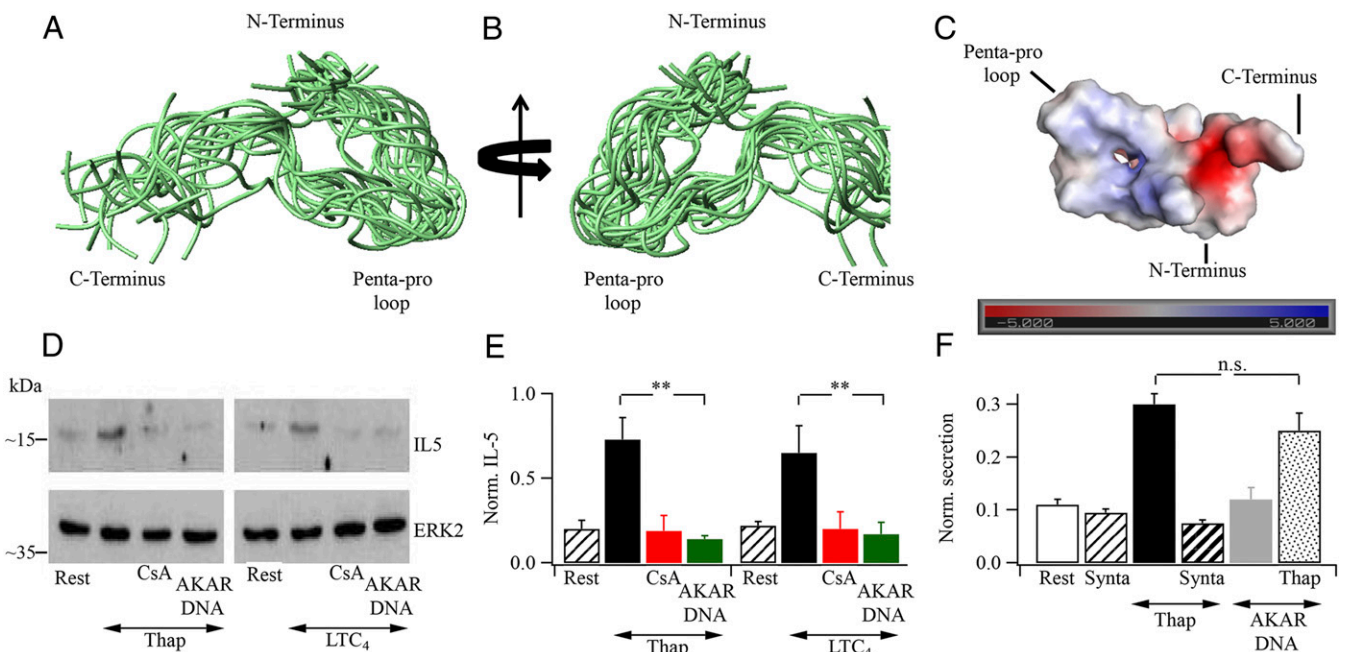 A
N-Terminus
C-Terminus
Penta-pro
loop
B
N-Terminus
Penta-pro
loop
C-Terminus
C
Penta-pro
loop
C-Terminus
N-Terminus
-5.000
5.000
D
kDa
~15
IL5
ERK2
~35
Rest
CsA
AKAR
DNA
Thap
Rest
CsA
AKAR
DNA
LTC4
E
Norm. IL-5
1.0
0.5
0.0
**
**
Rest
CsA
AKAR
DNA
Thap
Rest
CsA
AKAR
DNA
LTC4
F
Norm. secretion
0.3
0.2
0.1
0.0
n.s.
Rest
Synta
Synta
Thap
Thap
AKAR
DNA